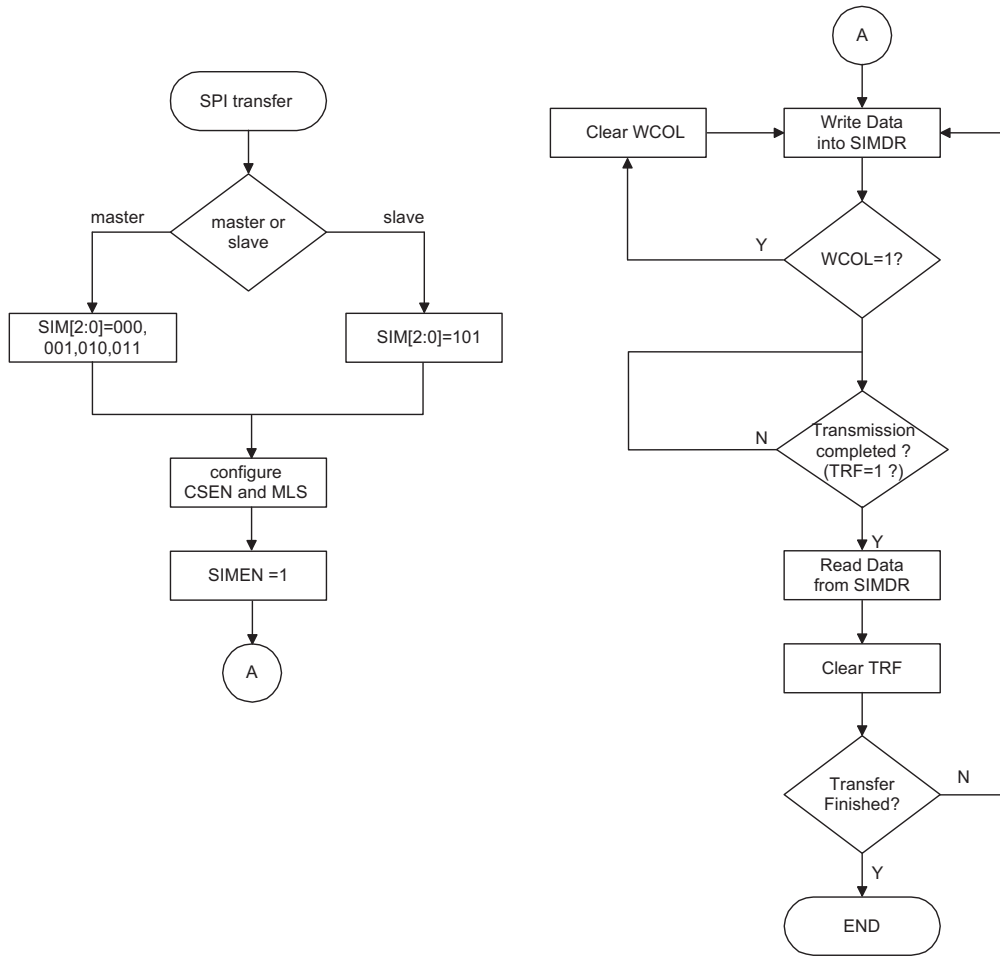 SPI transfer
master or
slave
master
slave
SIM[2:0]=000,
001,010,011
SIM[2:0]=101
configure
CSEN and MLS
SIMEN =1
A
A
Clear WCOL
Write Data
into SIMDR
Y
WCOL=1?
N
Transmission
completed ?
(TRF=1 ?)
Y
Read Data
from SIMDR
Clear TRF
Transfer
Finished?
N
Y
END